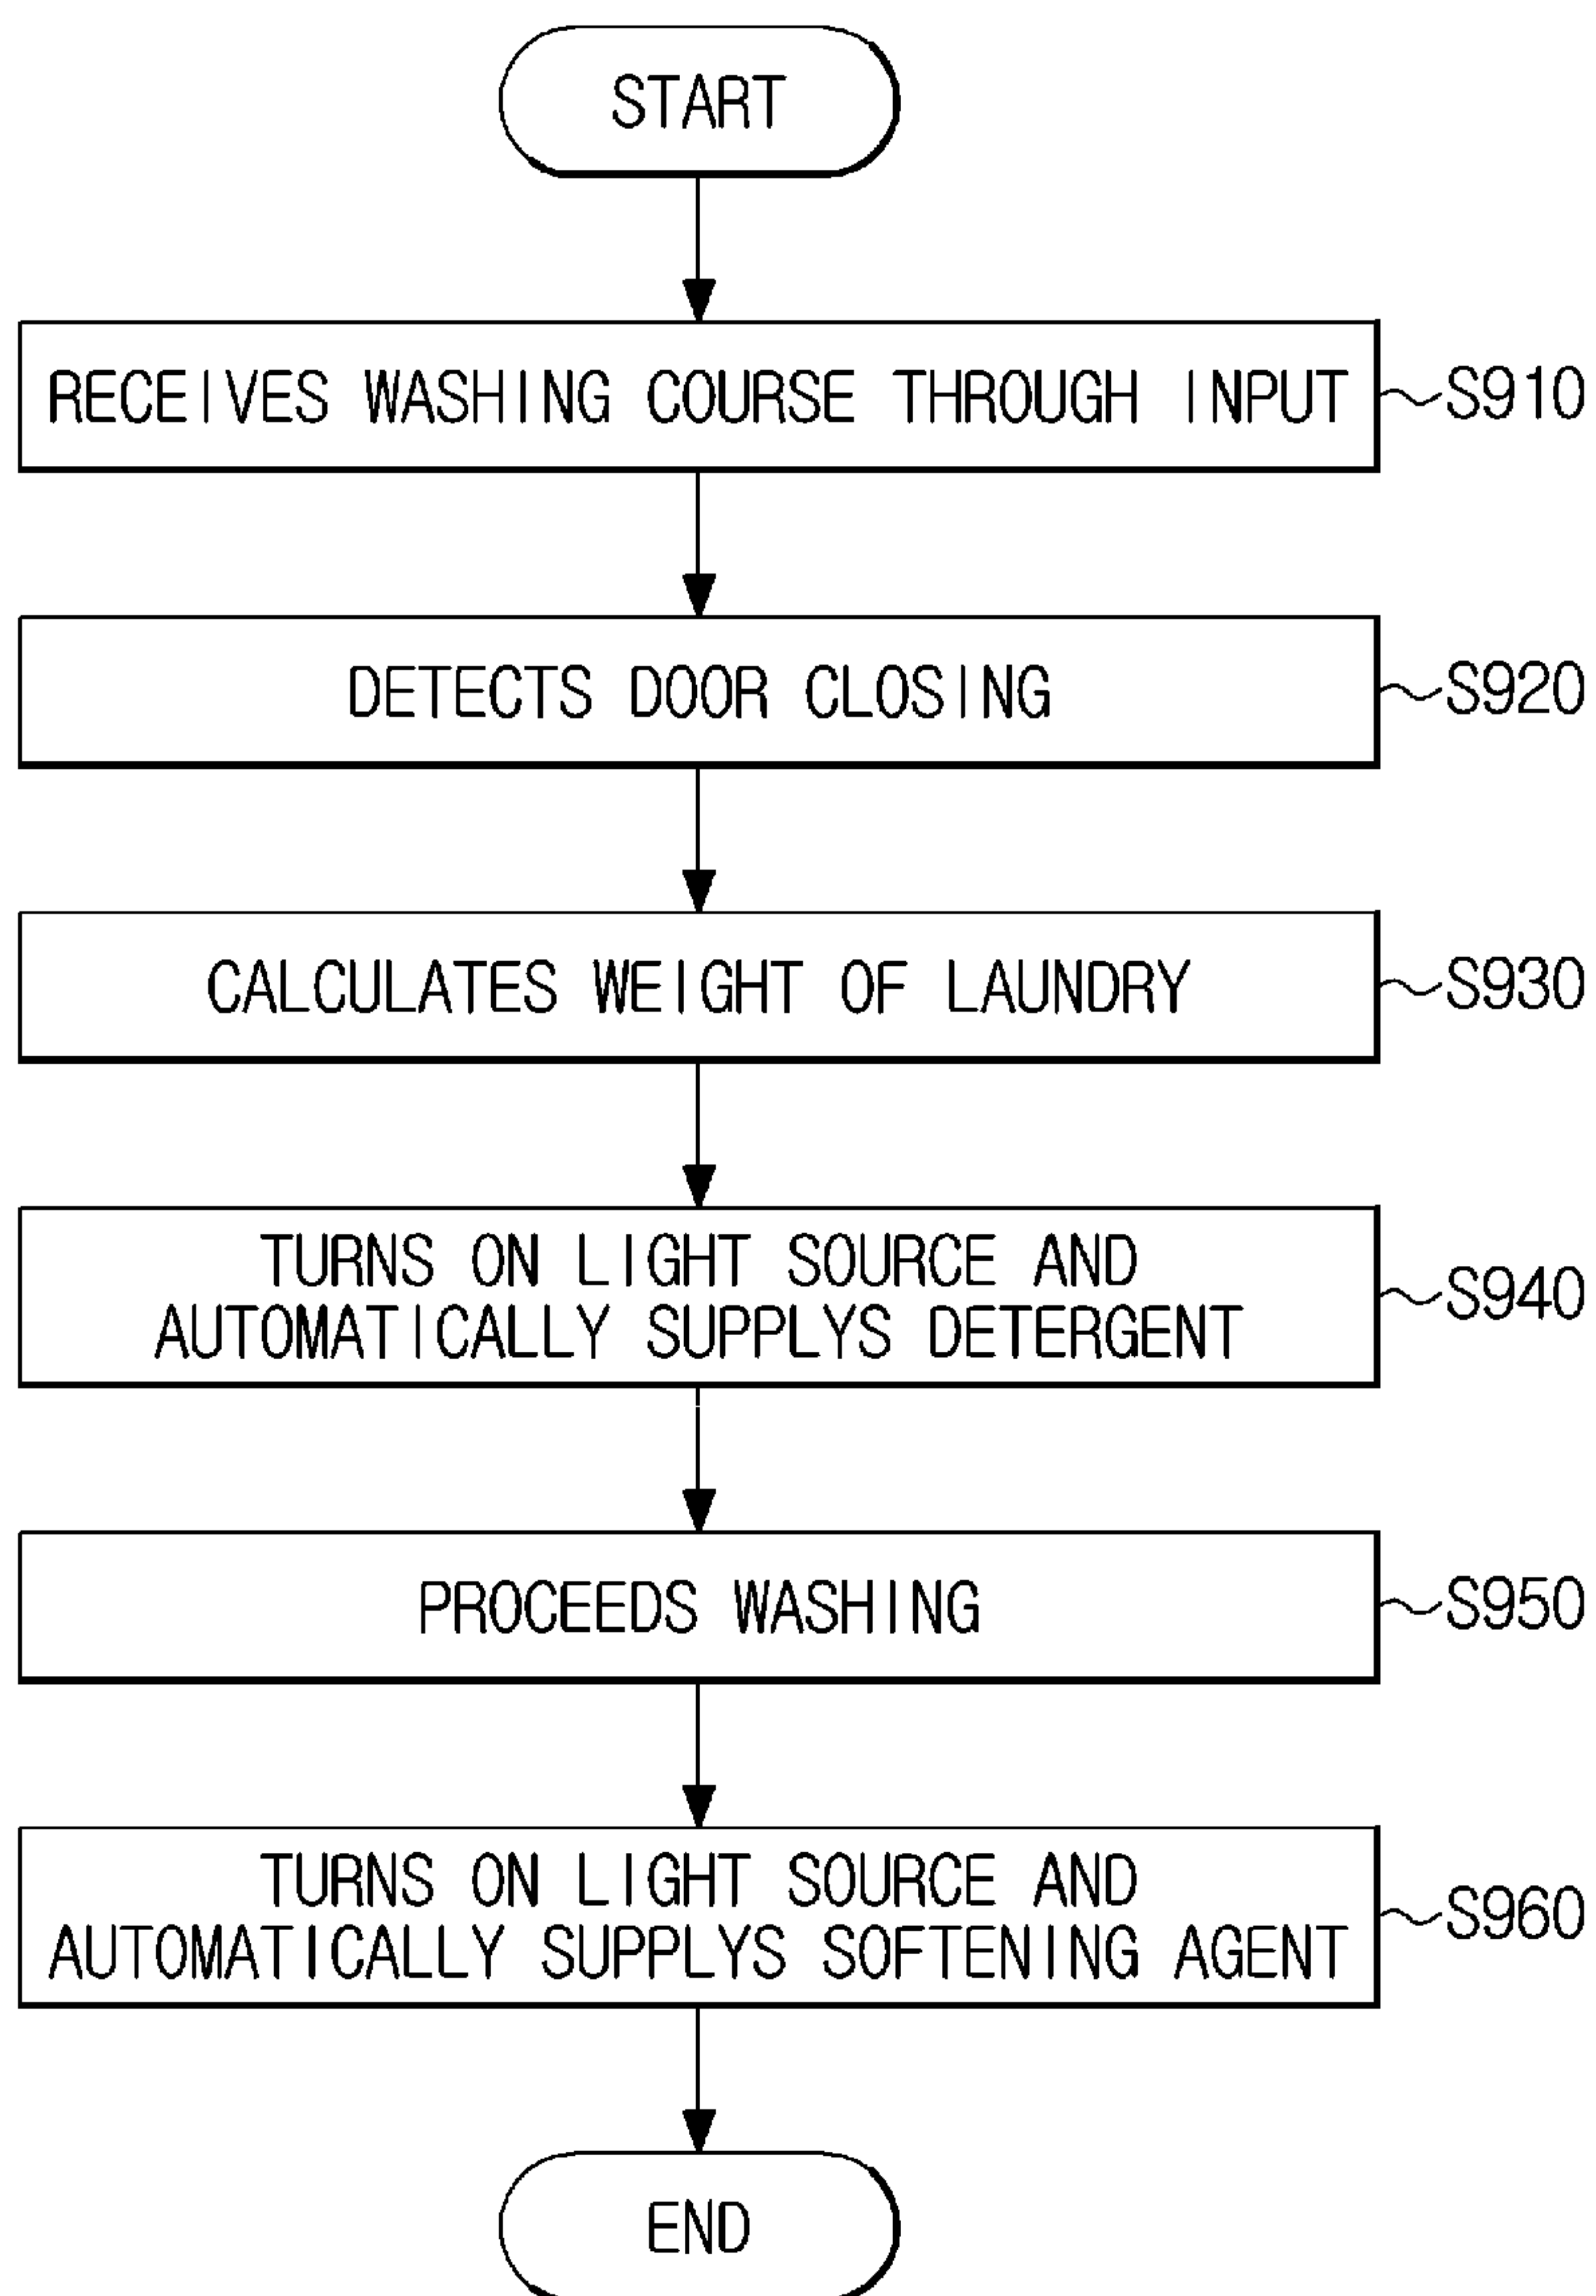 START
RECEIVES WASHING COURSE THROUGH INPUT
S910
DETECTS DOOR CLOSING
S920
CALCULATES WEIGHT OF LAUNDRY
S930
TURNS ON LIGHT SOURCE AND
AUTOMATICALLY SUPPLYS DETERGENT
S940
PROCEEDS WASHING
S950
TURNS ON LIGHT SOURCE AND
AUTOMATICALLY SUPPLYS SOFTENING AGENT
S960
END